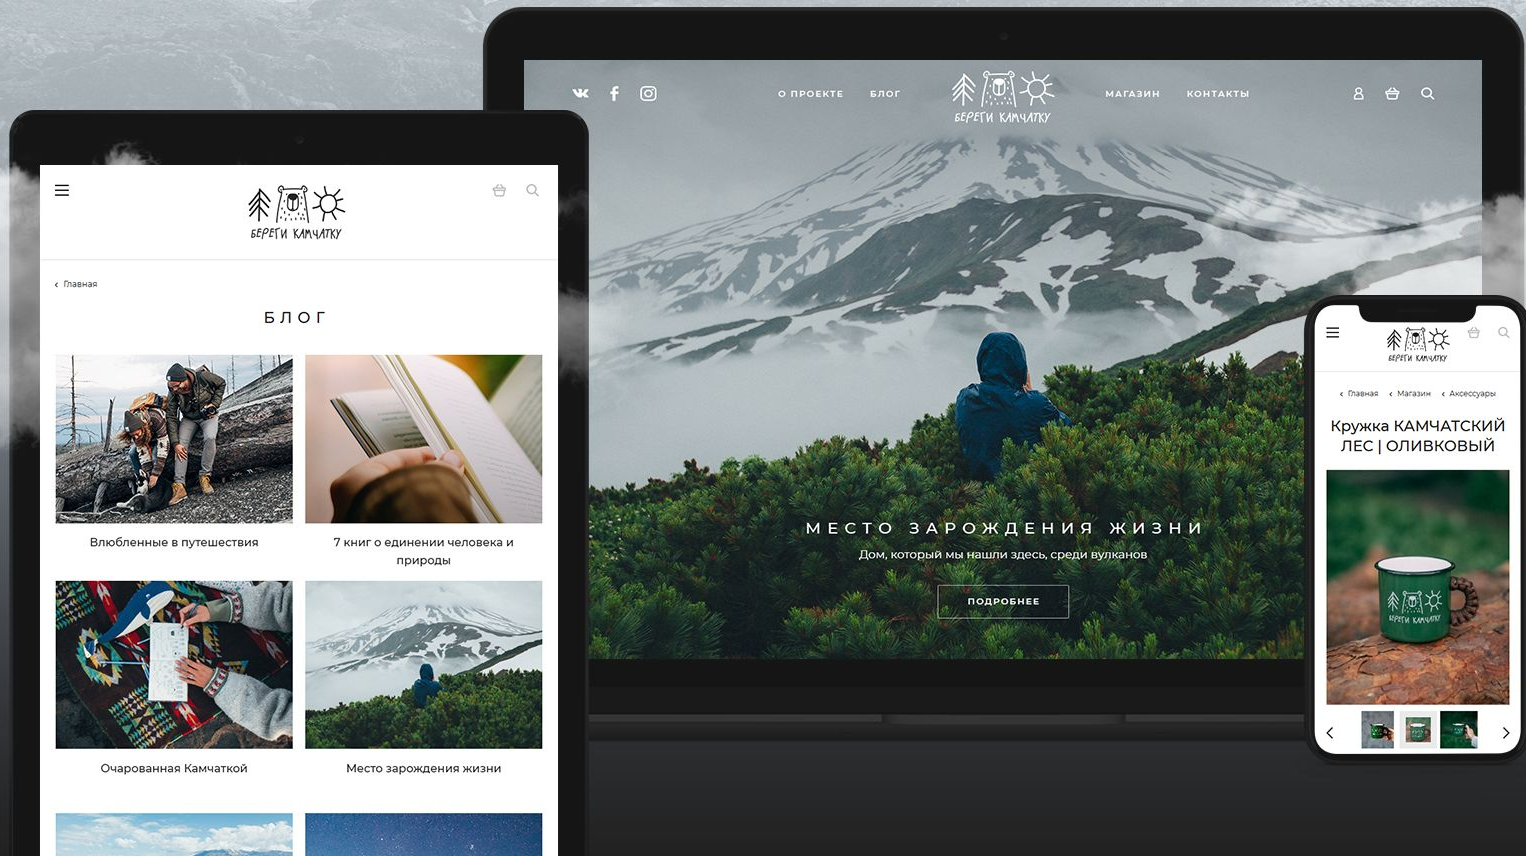 О ПРОЕКТЕ
БЛОГ
БЕРЕГИ КАМЧАТКУ
МАГАЗИН
КОНТАКТЫ
МЕСТО ЗАРОЖДЕНИЯ ЖИЗНИ
Дом, который мы нашли здесь, среди вулканов
ПОДРОБНЕЕ
БЕРЕГИ КАМЧАТКУ
‹ Главная
БЛОГ
Влюбленные в путешествия
7 книг о единении человека и
природы
Очарованная Камчаткой
Место зарождения жизни
БЕРЕГИ КАМЧАТКУ
‹ Главная ‹ Магазин ‹ Аксессуары
Кружка КАМЧАТСКИЙ
ЛЕС | ОЛИВКОВЫЙ
БЕРЕГИ КАМЧАТКУ